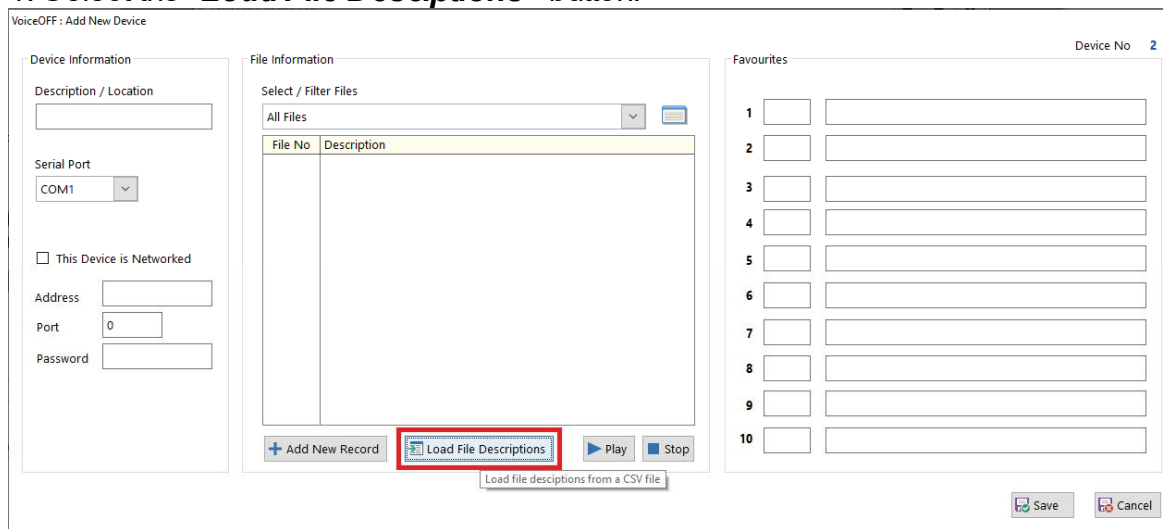 VoiceOFF : Add New Device
Device No 2
Device Information
Description / Location
Serial Port
COM1
This Device is Networked
Address
Port 0
Password
File Information
Select / Filter Files
All Files
File No Description
Add New Record Load File Descriptions Play Stop
Load file desciptions from a CSV file
Favourites
1
2
3
4
5
6
7
8
9
10
Save Cancel